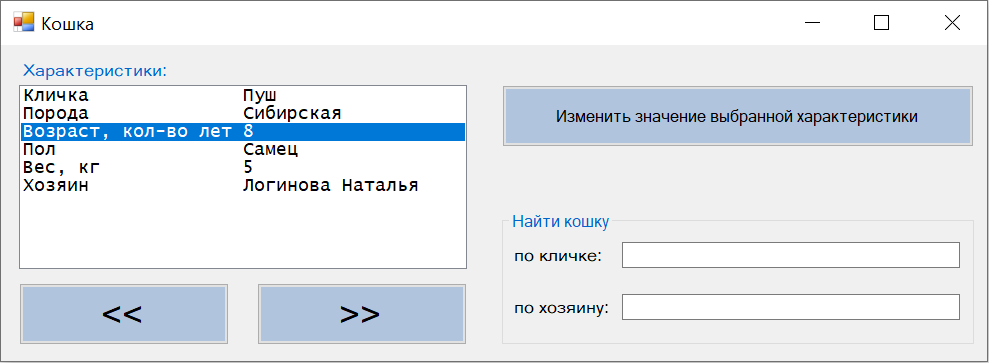 Кошка
Характеристики:
Кличка Пуш
Порода Сибирская
Возраст, кол-во лет 8
Пол Самец
Вес, кг 5
Хозяин Логинова Наталья
<< >>
Изменить значение выбранной характеристики
Найти кошку
по кличке:
по хозяину: